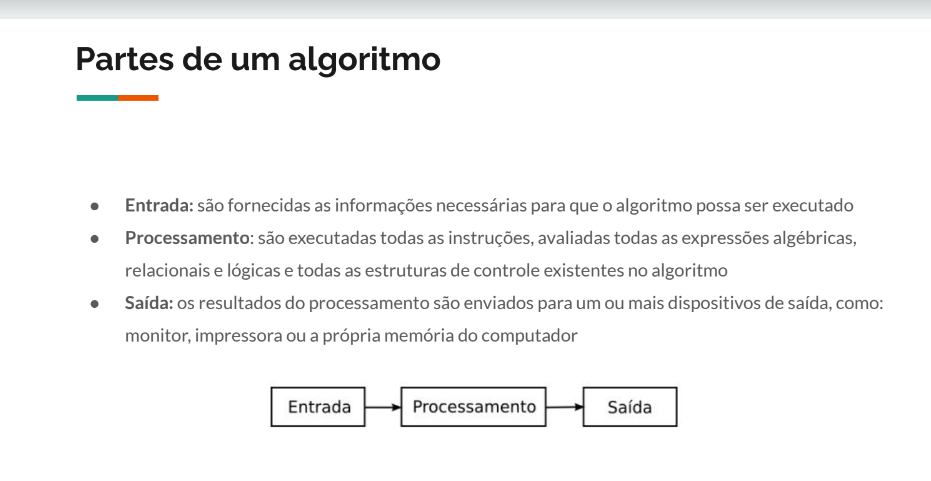 Partes de um algoritmo
● Entrada: são fornecidas as informações necessárias para que o algoritmo possa ser executado
● Processamento: são executadas todas as instruções, avaliadas todas as expressões algébricas,
relacionais e lógicas e todas as estruturas de controle existentes no algoritmo
● Saída: os resultados do processamento são enviados para um ou mais dispositivos de saída, como:
monitor, impressora ou a própria memória do computador
Entrada Processamento Saída